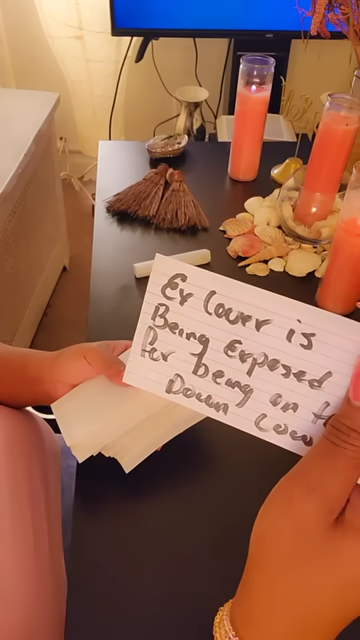 Ex lover is
Being Exposed
for being on t
Down Low